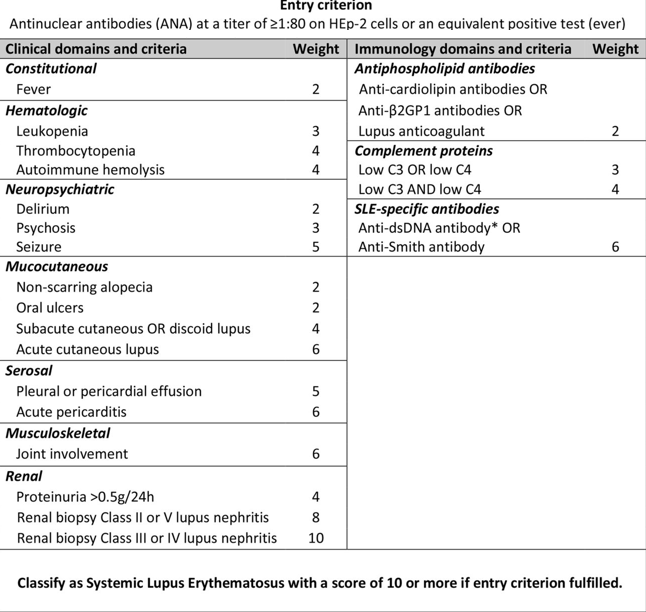 Entry criterion
Antinuclear antibodies (ANA) at a titer of ≥1:80 on HEp-2 cells or an equivalent positive test (ever)
Clinical domains and criteria Weight Immunology domains and criteria Weight
Constitutional
Fever 2
Hematologic
Leukopenia 3
Thrombocytopenia 4
Autoimmune hemolysis 4
Neuropsychiatric
Delirium 2
Psychosis 3
Seizure 5
Mucocutaneous
Non-scarring alopecia 2
Oral ulcers 2
Subacute cutaneous OR discoid lupus 4
Acute cutaneous lupus 6
Serosal
Pleural or pericardial effusion 5
Acute pericarditis 6
Musculoskeletal
Joint involvement 6
Renal
Proteinuria >0.5g/24h 4
Renal biopsy Class II or V lupus nephritis 8
Renal biopsy Class III or IV lupus nephritis 10
Antiphospholipid antibodies
Anti-cardiolipin antibodies OR
Anti-β2GP1 antibodies OR
Lupus anticoagulant 2
Complement proteins
Low C3 OR low C4 3
Low C3 AND low C4 4
SLE-specific antibodies
Anti-dsDNA antibody* OR
Anti-Smith antibody 6
Classify as Systemic Lupus Erythematosus with a score of 10 or more if entry criterion fulfilled.